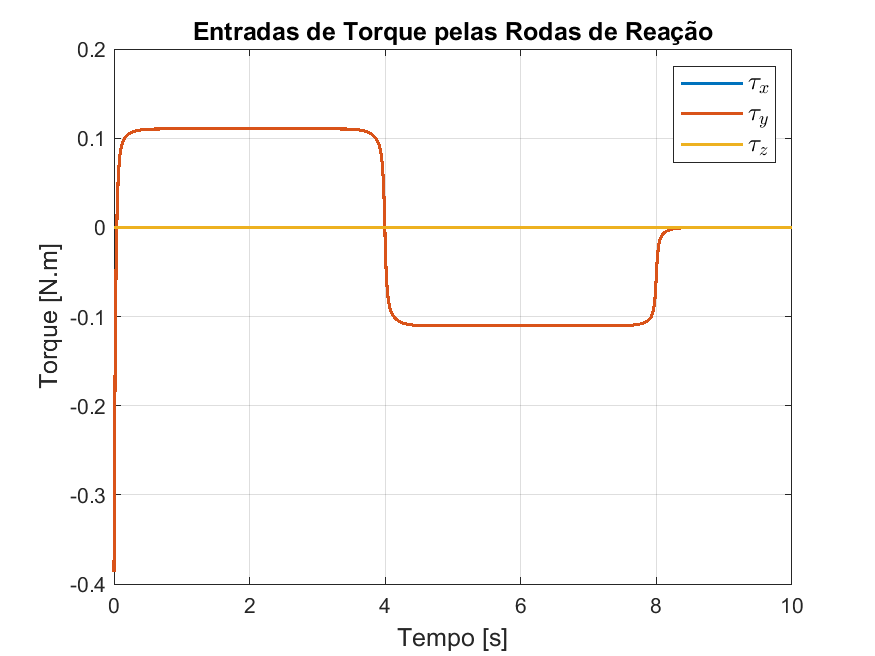 Entradas de Torque pelas Rodas de Reação
0.2
0.1
0
-0.1
-0.2
-0.3
-0.4
Torque [N.m]
τx
τy
τz
0 2 4 6 8 10
Tempo [s]